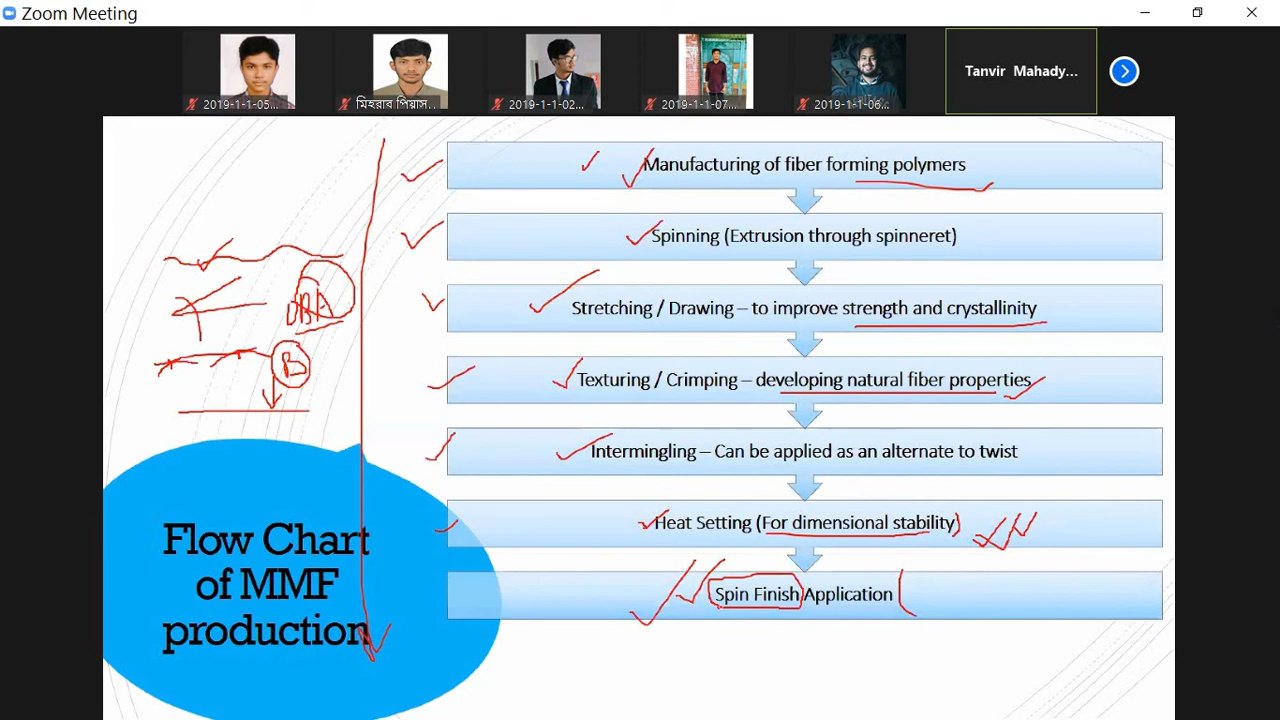 Zoom Meeting
2019-1-1-05...
মিহরাব পিয়াস...
2019-1-1-02...
2019-1-1-07...
2019-1-1-06...
Tanvir Mahady...
Manufacturing of fiber forming polymers
Spinning (Extrusion through spinneret)
Stretching / Drawing – to improve strength and crystallinity
Texturing / Crimping – developing natural fiber properties
Intermingling – Can be applied as an alternate to twist
Heat Setting (For dimensional stability)
Spin Finish Application (
B
Flow Chart
of MMF
production